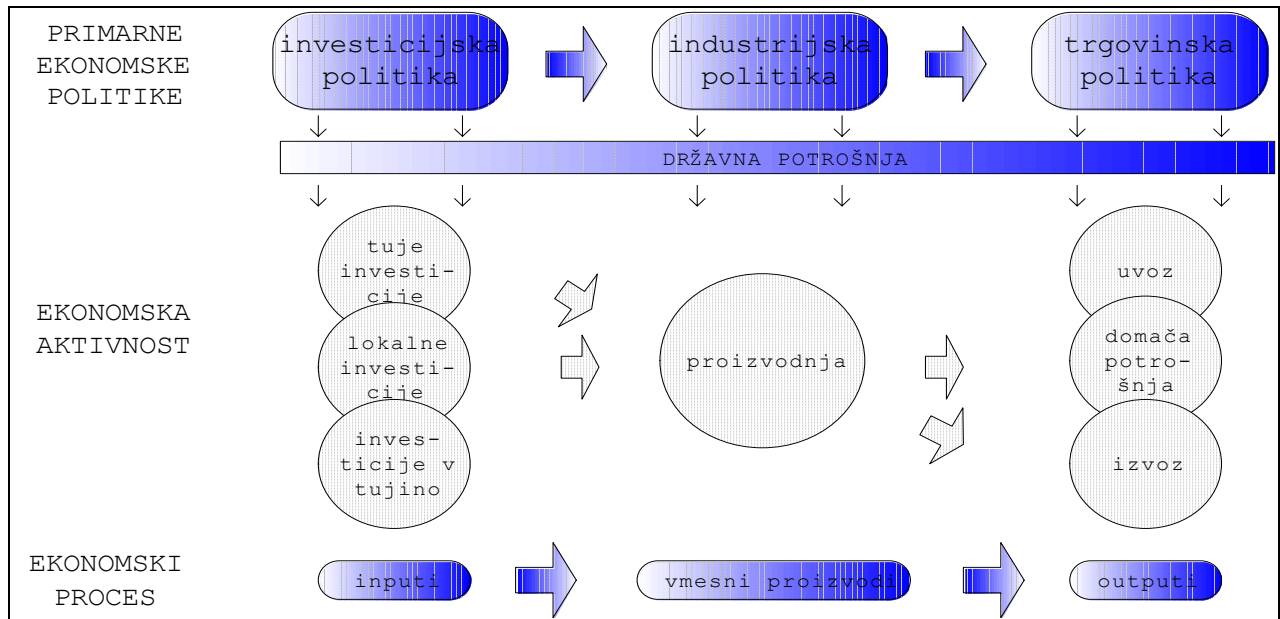 PRIMARNE
EKONOMSKE
POLITIKE
investicijska
politika
industrijska
politika
trgovinska
politika
DRŽAVNA POTROŠNJA
EKONOMSKA
AKTIVNOST
tuje
investi-
cije
lokalne
investi-
cije
inves-
ticije v
tujino
proizvodnja
uvoz
domača
potro-
šnja
izvoz
EKONOMSKI
PROCES
inputi
vmesni proizvodi
outputi